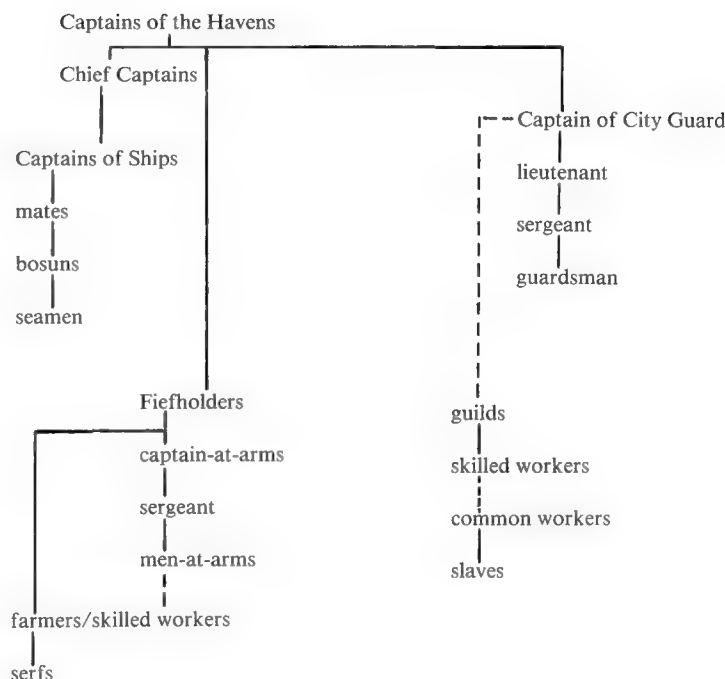 Captains of the Havens
Chief Captains
Captain of City Guard
Captains of Ships
lieutenant
mates
sergeant
bosuns
guardsman
seamen
Fiefholders
guilds
captain-at-arms
skilled workers
sergeant
common workers
men-at-arms
slaves
farmers/skilled workers
serfs